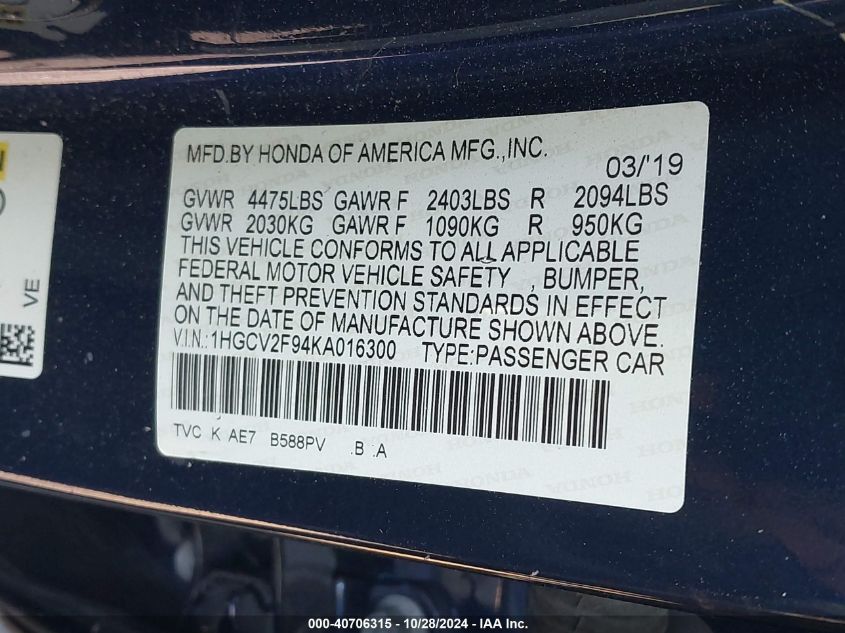 MFD.BY HONDA OF AMERICA MFG.,INC.
03/'19
GVWR 4475LBS GAWR F 2403LBS R 2094LBS
GVWR 2030KG GAWR F 1090KG R 950KG
THIS VEHICLE CONFORMS TO ALL APPLICABLE
FEDERAL MOTOR VEHICLE SAFETY , BUMPER,
AND THEFT PREVENTION STANDARDS IN EFFECT
ON THE DATE OF MANUFACTURE SHOWN ABOVE.
V.I.N.:1HGCV2F94KA016300 TYPE:PASSENGER CAR
TVC K AE7 B588PV .B .A
VE
000-40706315 - 10/28/2024 - IAA Inc.